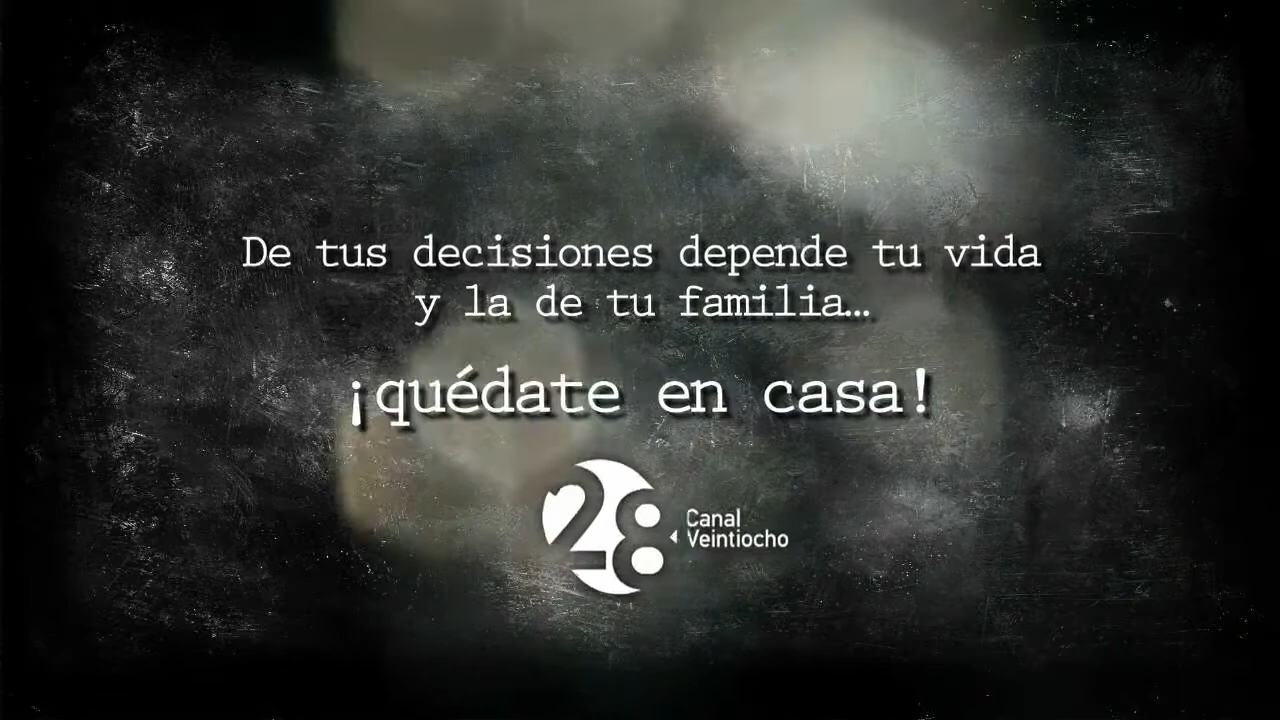 De tus decisiones depende tu vida
y la de tu familia…
¡quédate en casa!
28
Canal
Veintiocho